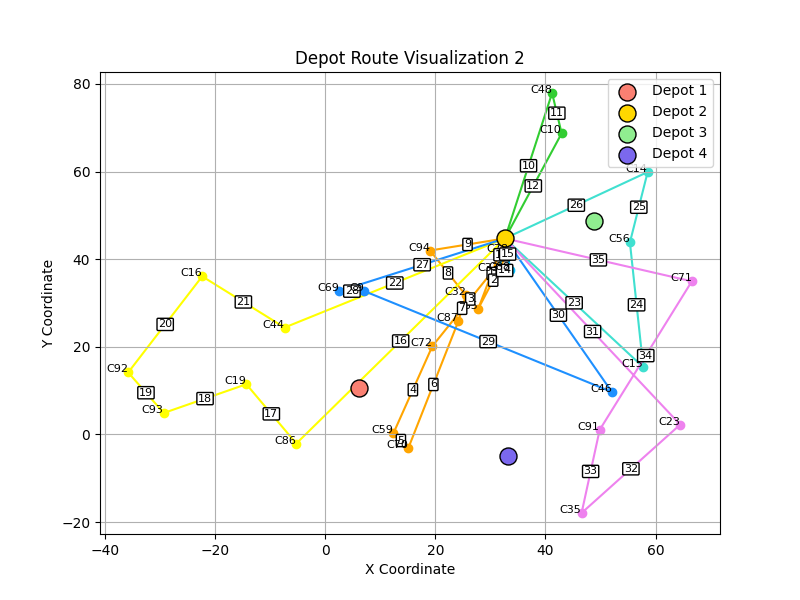 Depot Route Visualization 2
Depot 1
Depot 2
Depot 3
Depot 4
Y Coordinate
80
60
40
20
0
−20
−40
−20
0
20
40
60
X Coordinate
C48
11
C10
10
12
C14
26
25
C56
C94
9
8
27
15
35
C71
C16
C69
28
22
2
C32
3
7
C87
21
C44
20
23
24
30
31
29
16
C72
34
C15
C92
19
C93
18
C19
17
C86
4
6
C59
5
C46
C91
C23
33
32
C35